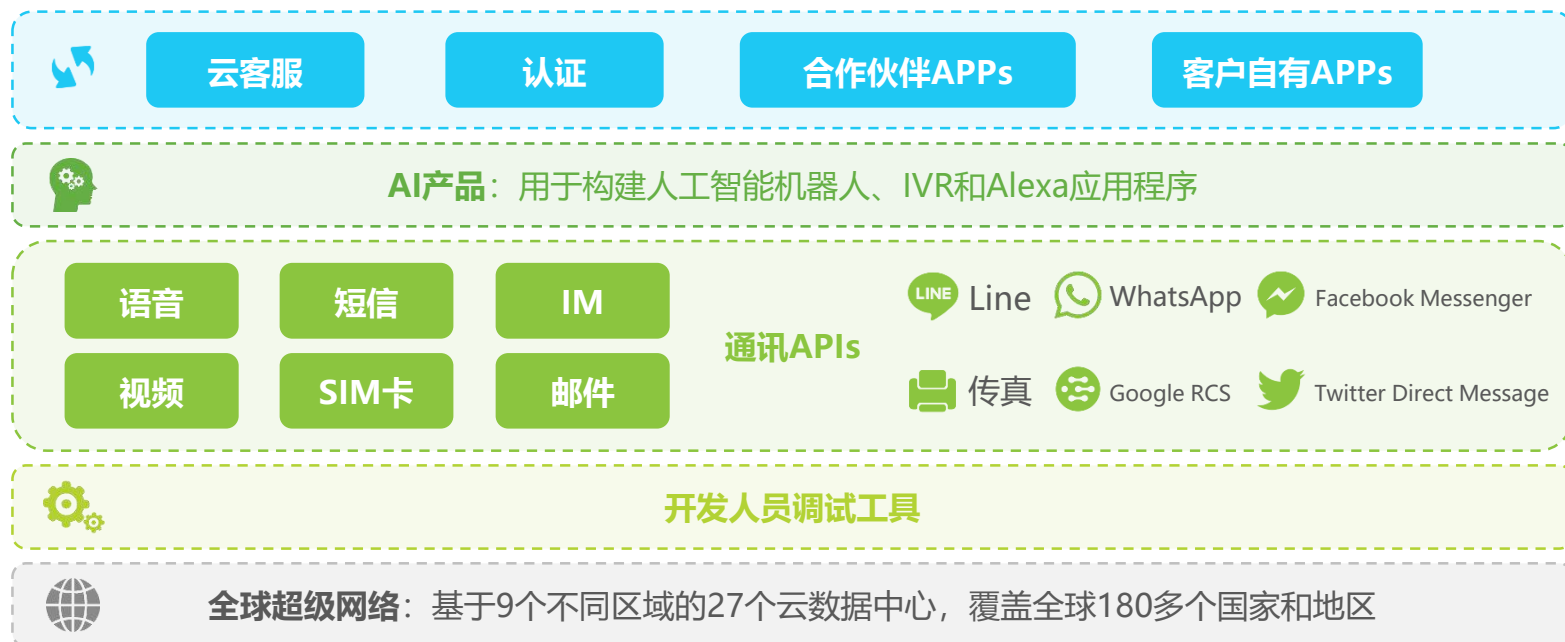 云客服
认证
合作伙伴APPs
客户自有APPs
AI产品：用于构建人工智能机器人、IVR和Alexa应用程序
语音
短信
IM
视频
SIM卡
邮件
通讯APIs
LINE
Line
WhatsApp
Facebook Messenger
传真
Google RCS
Twitter Direct Message
开发人员调试工具
全球超级网络：基于9个不同区域的27个云数据中心，覆盖全球180多个国家和地区